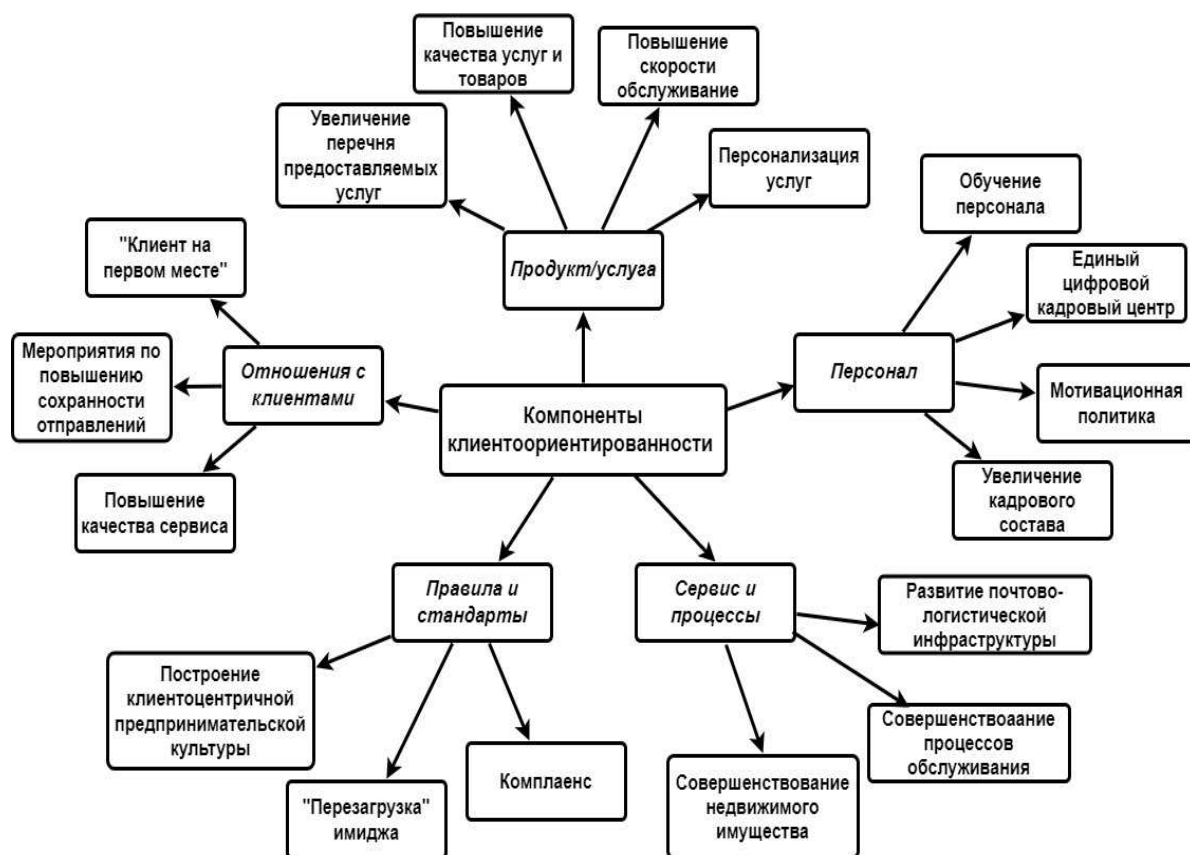 Повышение
качества услуг и
товаров
Повышение
скорости
обслуживание
Увеличение
перечня
предоставляемых
услуг
Персонализация
услуг
Обучение
персонала
"Клиент на
первом месте"
Продукт/услуга
Единый
цифровой
кадровый центр
Мероприятия по
повышению
сохранности
отправлений
Отношения с
клиентами
Персонал
Компоненты
клиентоориентированности
Мотивационная
политика
Повышение
качества сервиса
Увеличение
кадрового
состава
Правила и
стандарты
Сервис и
процессы
Развитие почтово-
логистической
инфраструктуры
Построение
клиентоцентричной
предпринимательской
культуры
Совершенствоаание
процессов
обслуживания
Комплаенс
"Перезагрузка"
имиджа
Совершенствование
недвижимого
имущества